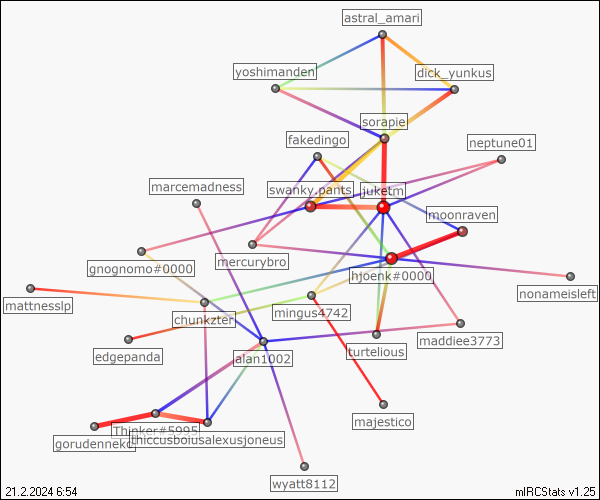 astral_amari
yoshimanden
dick_yunkus
sorapie
fakedingo
neptune01
marcemadness
swanky.pants
juketm
moonraven
gnognomo#0000
mercurybro
hjoenk#0000
mattnesslp
nonameisleft
chunkzter
mingus4742
edgepanda
alan1002
turtelious
maddiee3773
majestico
Thinker#5995
gorudenneko
thiccusboiusalexusjoneus
wyatt8112
21.2.2024 6:54
mIRCStats v1.25